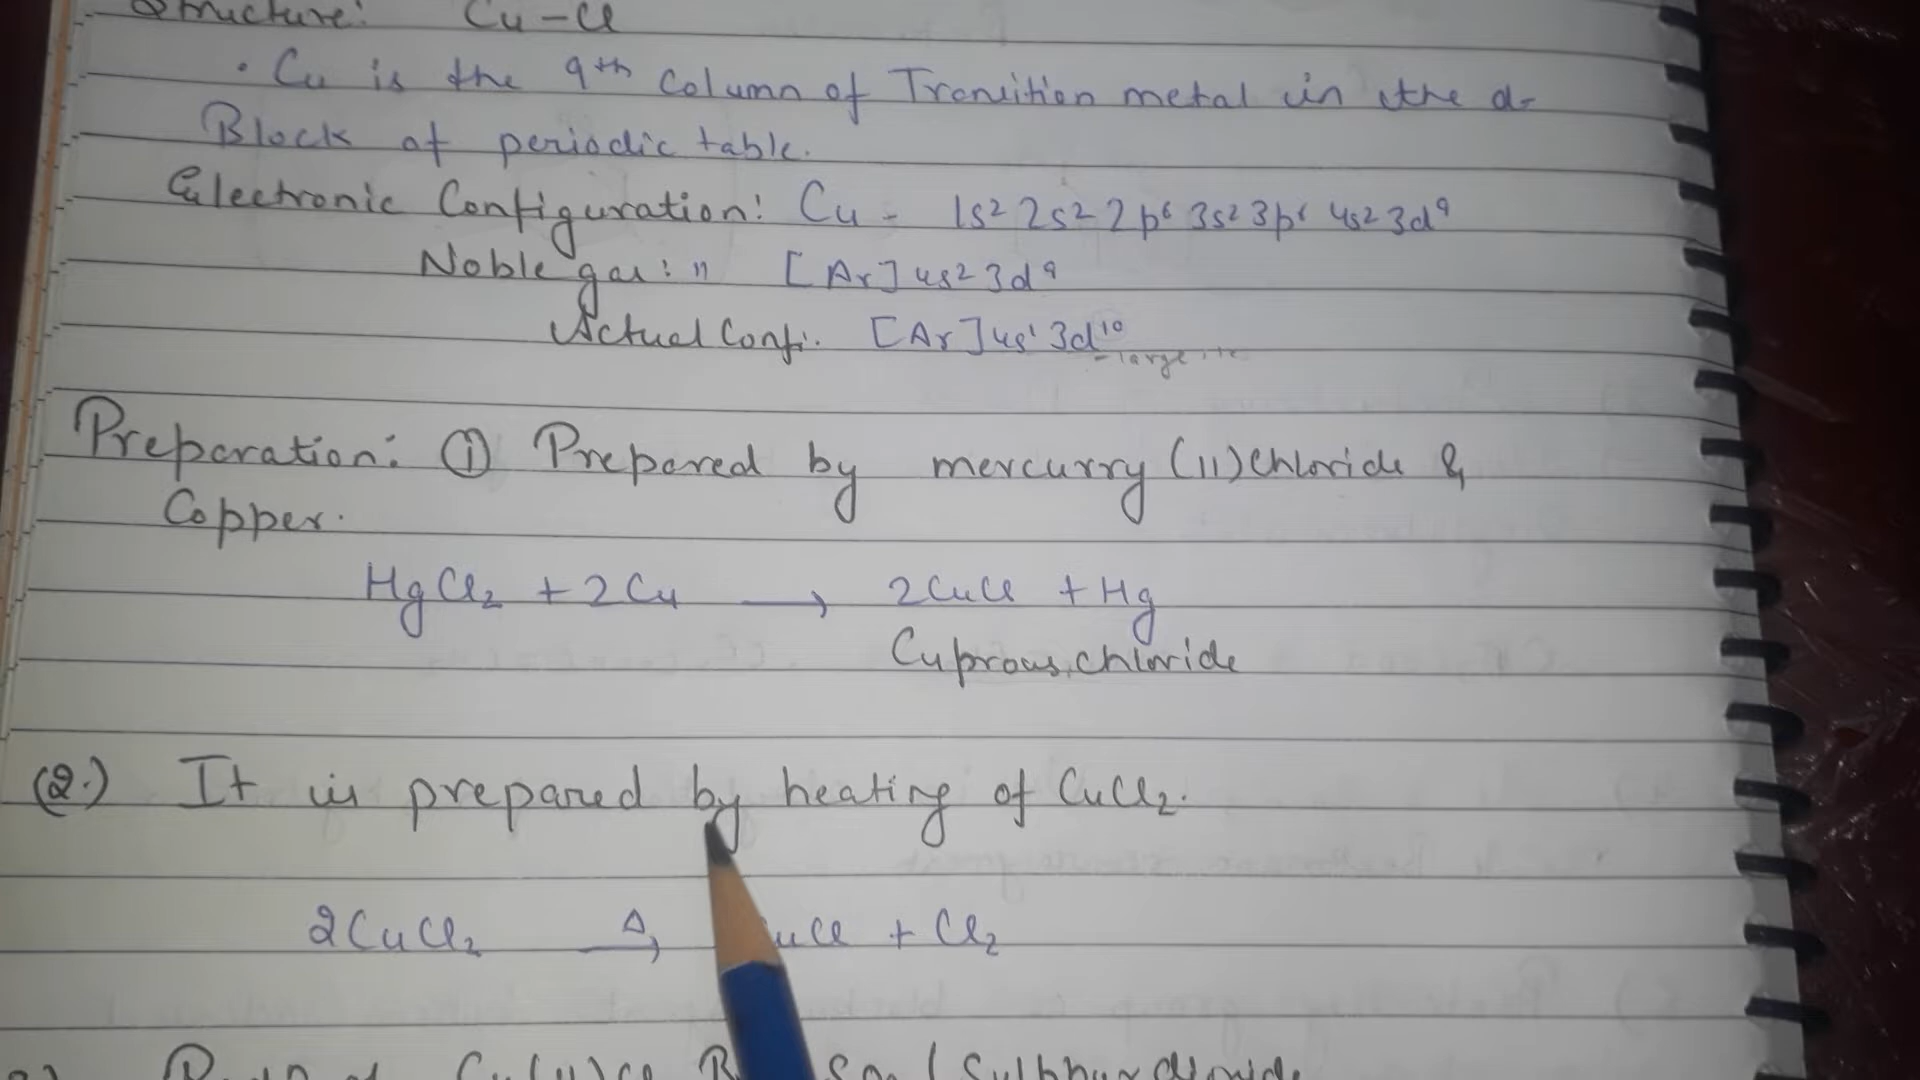 Structure: Cu-Cl
• Cu is the 9th Column of Transition metal in the d-
Block of periodic table.
Electronic Configuration: Cu - 1s² 2s² 2p⁶ 3s² 3p⁶ 4s² 3d⁹
Noble gas: " [Ar] 4s² 3d⁹
Actual Confi. [Ar] 4s¹ 3d¹⁰
Preparation: ① Prepared by mercurry (II) chloride &
Copper.
HgCl₂ + 2Cu → 2CuCl + Hg
Cuprous chloride
(2.) It is prepared by heating of CuCl₂.
2CuCl₂ Δ→ uCl + Cl₂